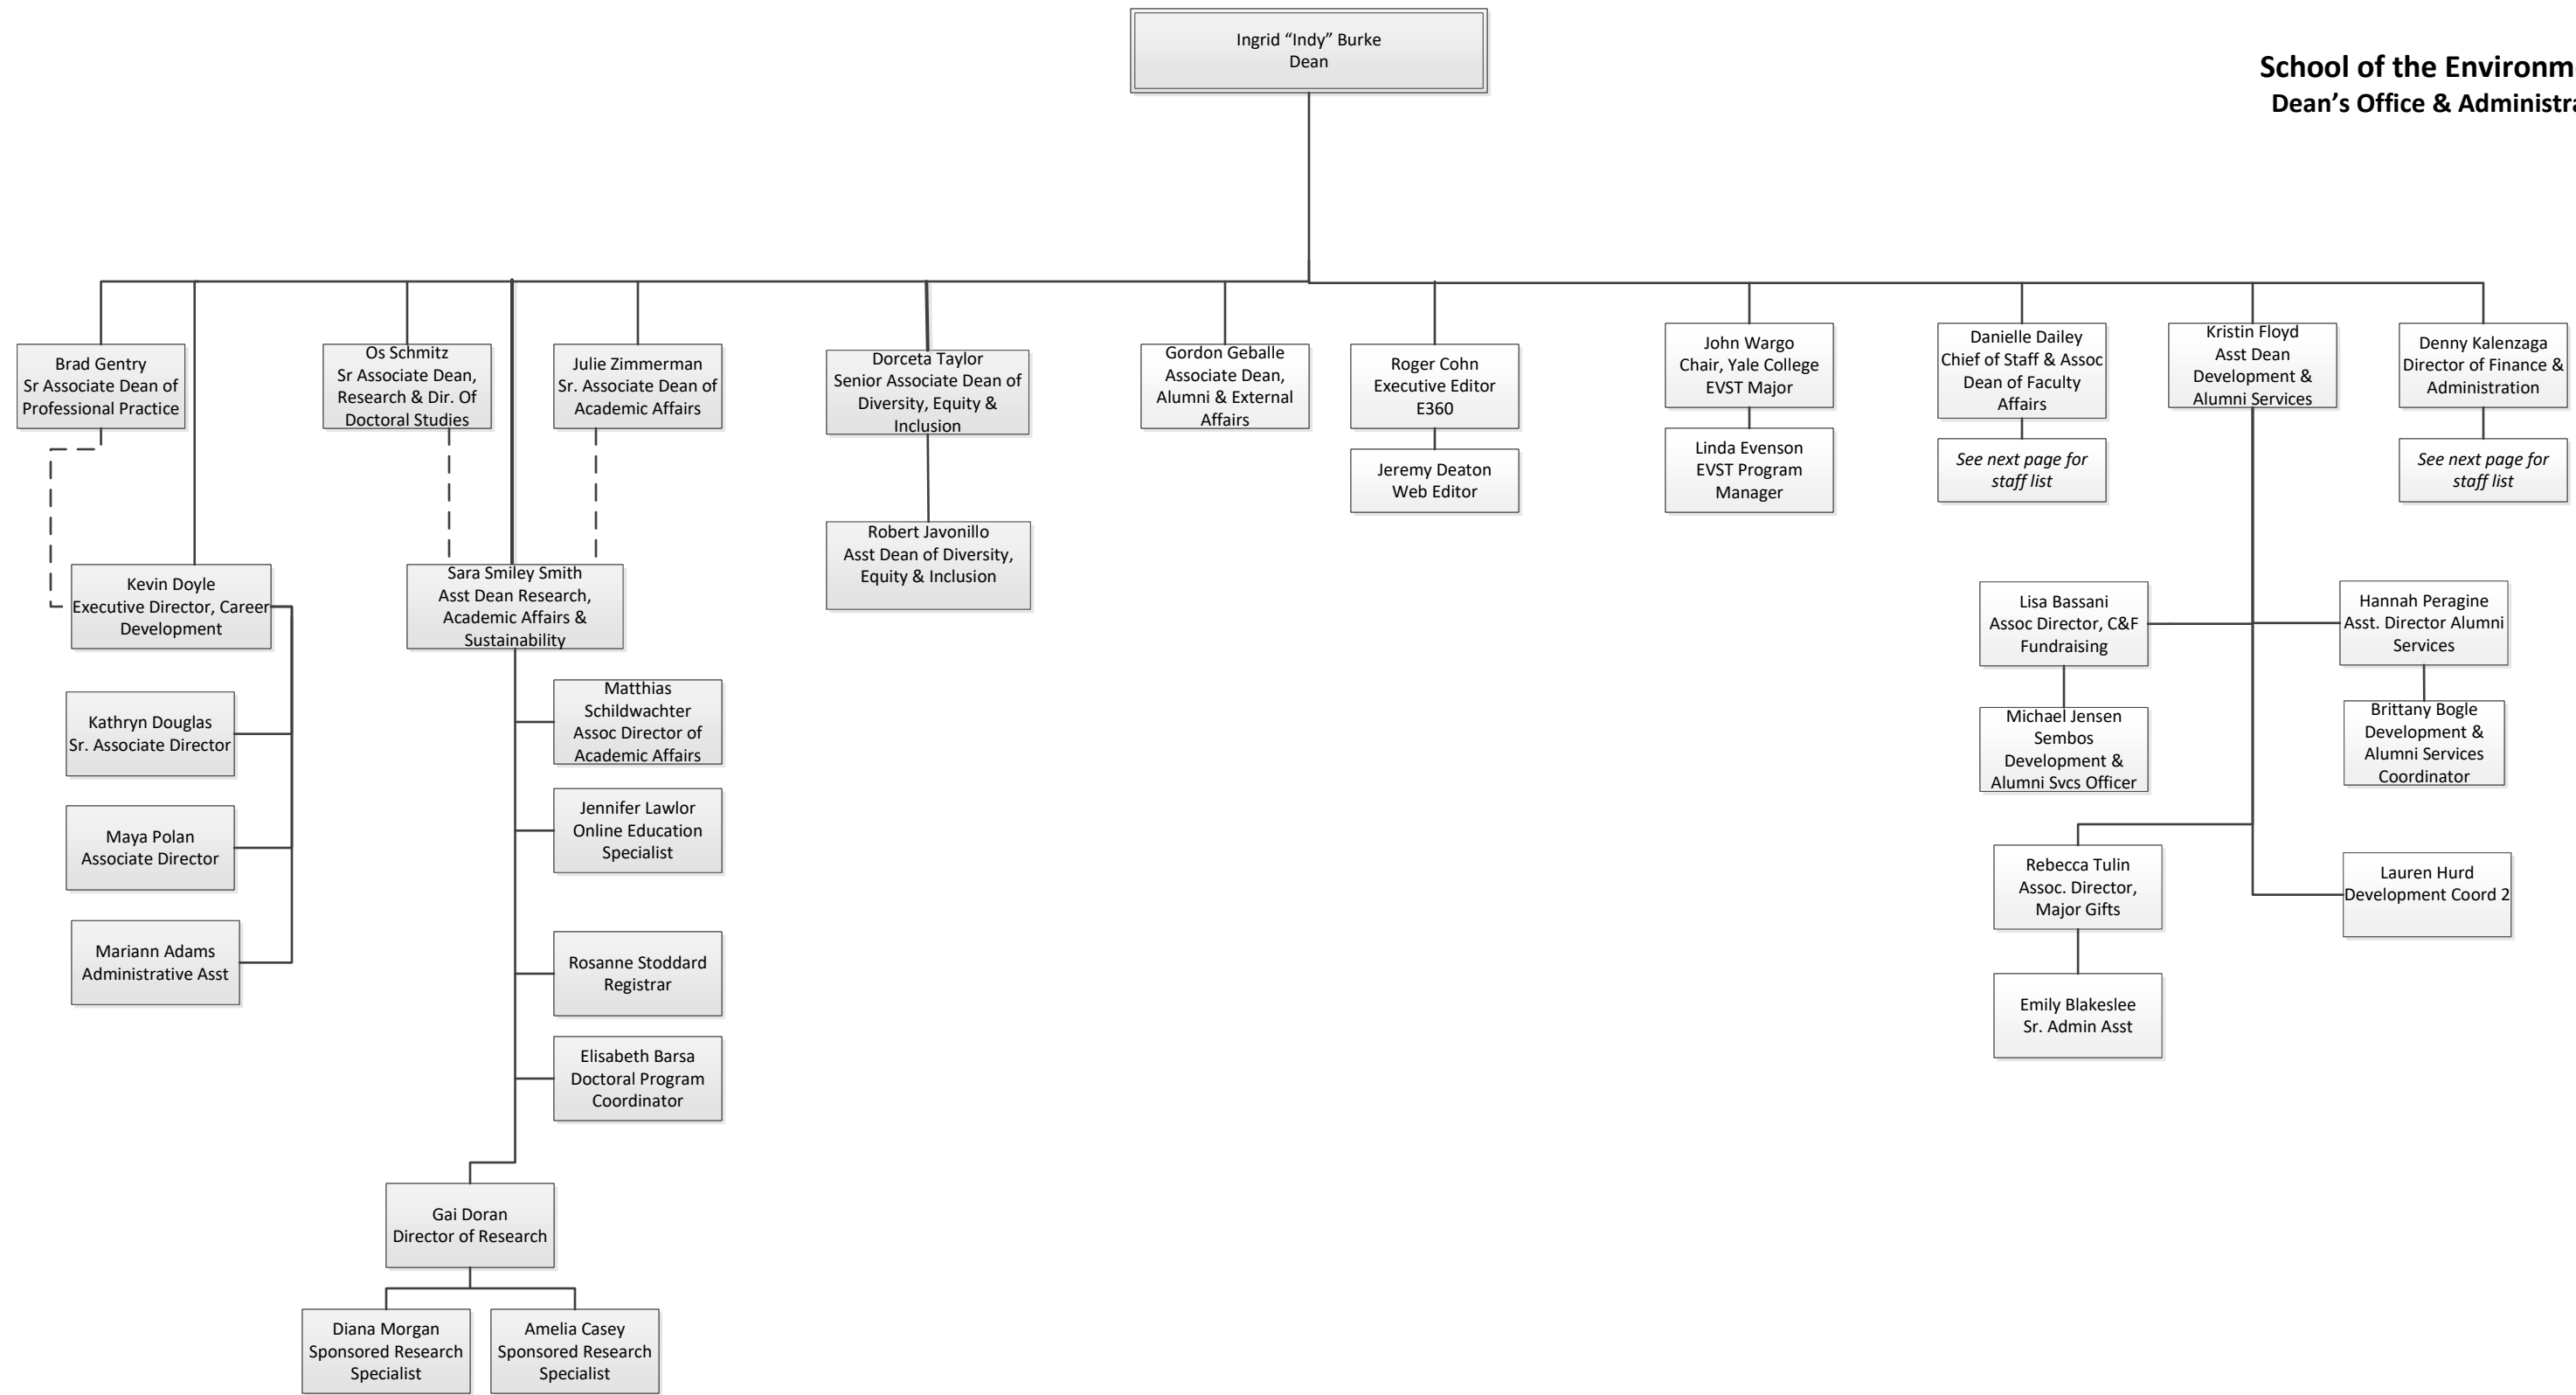 Ingrid “Indy” Burke
Dean
School of the Environm
Dean’s Office & Administra
Brad Gentry
Sr Associate Dean of
Professional Practice
Os Schmitz
Sr Associate Dean,
Research & Dir. Of
Doctoral Studies
Julie Zimmerman
Sr. Associate Dean of
Academic Affairs
Dorceta Taylor
Senior Associate Dean of
Diversity, Equity &
Inclusion
Gordon Geballe
Associate Dean,
Alumni & External
Affairs
Roger Cohn
Executive Editor
E360
John Wargo
Chair, Yale College
EVST Major
Danielle Dailey
Chief of Staff & Assoc
Dean of Faculty
Affairs
Kristin Floyd
Asst Dean
Development &
Alumni Services
Denny Kalenzaga
Director of Finance &
Administration
Jeremy Deaton
Web Editor
Linda Evenson
EVST Program
Manager
See next page for
staff list
See next page for
staff list
Robert Javonillo
Asst Dean of Diversity,
Equity & Inclusion
Kevin Doyle
Executive Director, Career
Development
Sara Smiley Smith
Asst Dean Research,
Academic Affairs &
Sustainability
Lisa Bassani
Assoc Director, C&F
Fundraising
Hannah Peragine
Asst. Director Alumni
Services
Kathryn Douglas
Sr. Associate Director
Matthias
Schildwachter
Assoc Director of
Academic Affairs
Michael Jensen
Sembos
Development &
Alumni Svcs Officer
Brittany Bogle
Development &
Alumni Services
Coordinator
Maya Polan
Associate Director
Jennifer Lawlor
Online Education
Specialist
Rebecca Tulin
Assoc. Director,
Major Gifts
Lauren Hurd
Development Coord 2
Mariann Adams
Administrative Asst
Rosanne Stoddard
Registrar
Emily Blakeslee
Sr. Admin Asst
Elisabeth Barsa
Doctoral Program
Coordinator
Gai Doran
Director of Research
Diana Morgan
Sponsored Research
Specialist
Amelia Casey
Sponsored Research
Specialist